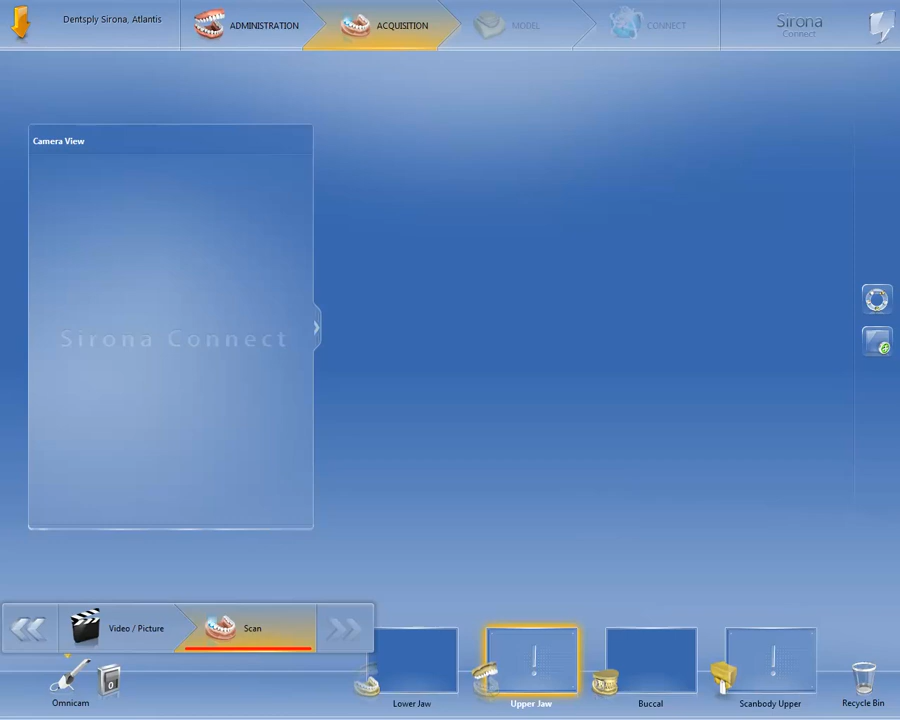 Dentsply Sirona, Atlantis
ADMINISTRATION
ACQUISITION
MODEL
CONNECT
Sirona
Connect
Camera View
Sirona Connect
Video / Picture
Scan
0
Omnicam
Lower Jaw
Upper Jaw
Buccal
Scanbody Upper
Recycle Bin